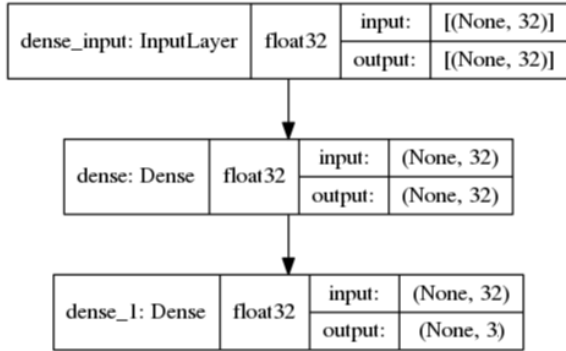 dense_input: InputLayer float32 input: [(None, 32)]
output: [(None, 32)]
dense: Dense float32 input: (None, 32)
output: (None, 32)
dense_1: Dense float32 input: (None, 32)
output: (None, 3)